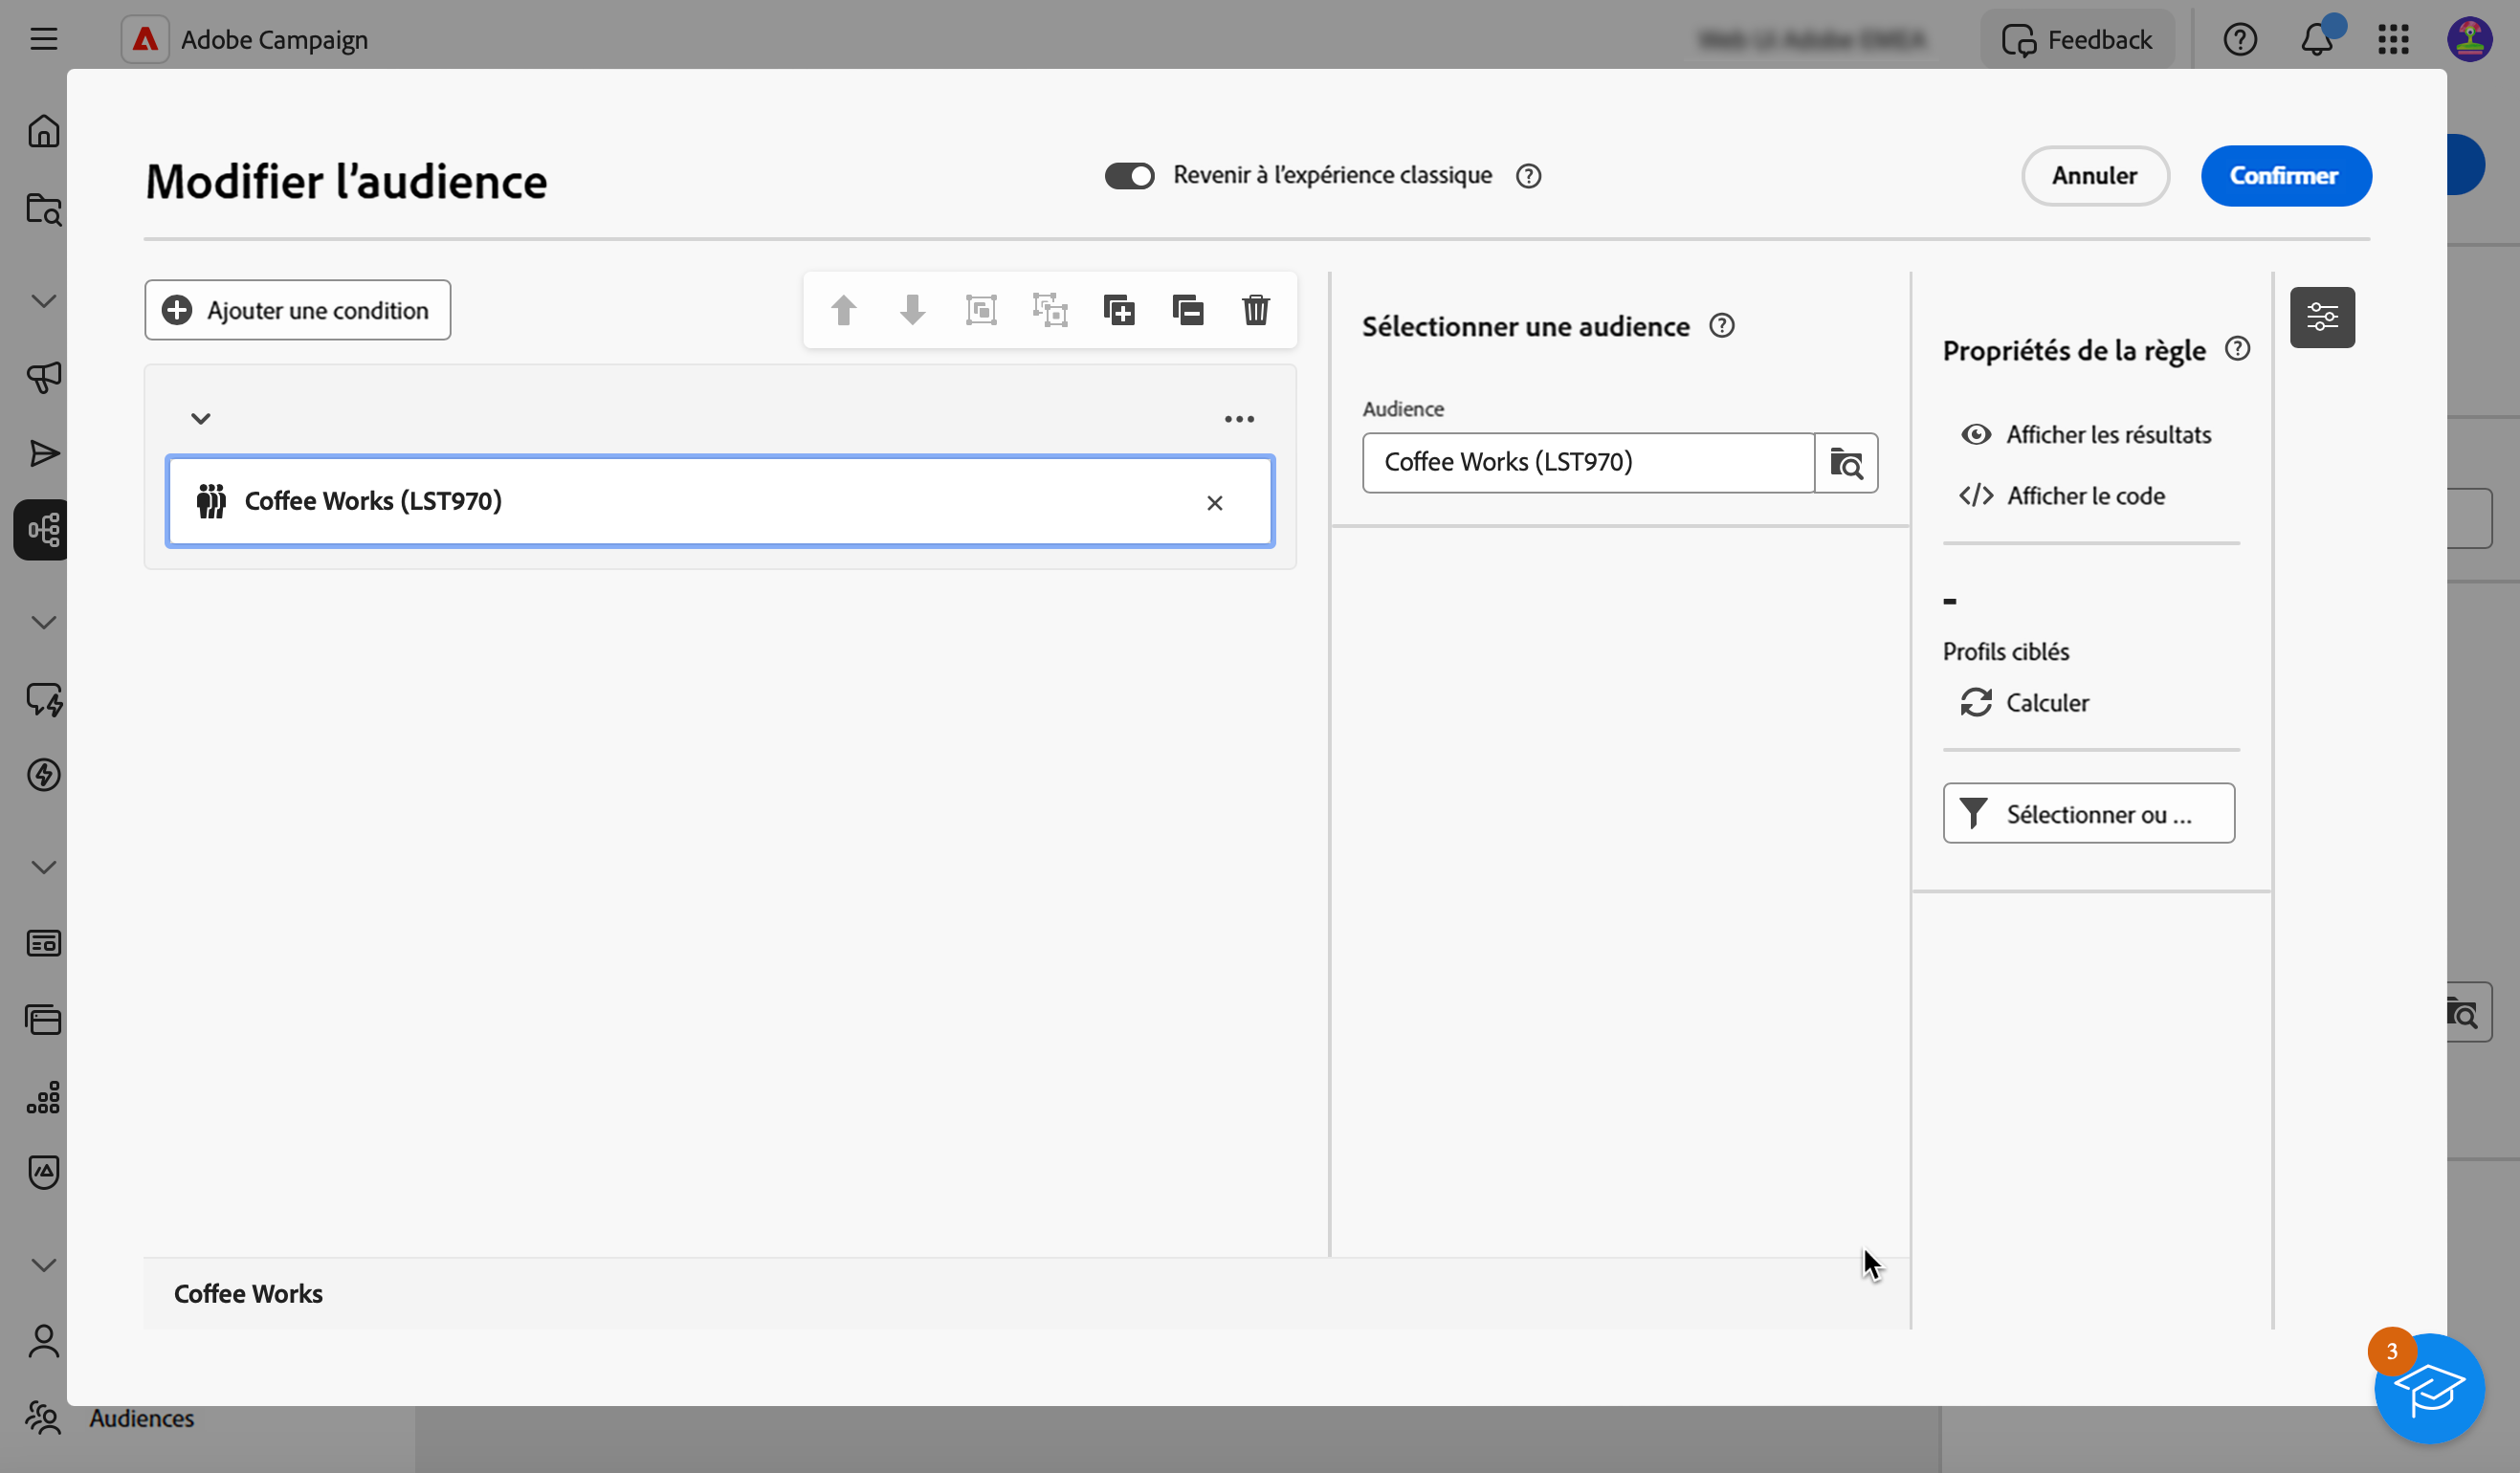 Adobe Campaign
Feedback
Modifier l’audience
Revenir à l’expérience classique
Annuler
Confirmer
Ajouter une condition
Coffee Works (LST970)
Sélectionner une audience
Audience
Coffee Works (LST970)
Propriétés de la règle
Afficher les résultats
Afficher le code
-
Profils ciblés
Calculer
Sélectionner ou ...
Coffee Works
3
Audiences